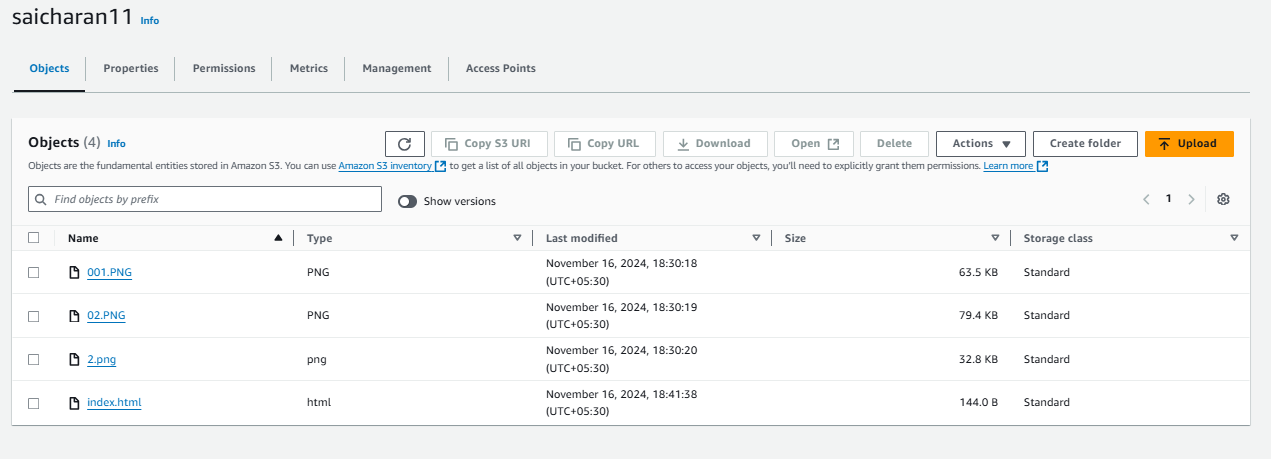 saicharan11 Info
Objects Properties Permissions Metrics Management Access Points
Objects (4) Info
Copy S3 URI Copy URL Download Open Delete Actions Create folder Upload
Objects are the fundamental entities stored in Amazon S3. You can use Amazon S3 inventory to get a list of all objects in your bucket. For others to access your objects, you'll need to explicitly grant them permissions. Learn more
Find objects by prefix Show versions 1
Name Type Last modified Size Storage class
001.PNG PNG November 16, 2024, 18:30:18 (UTC+05:30) 63.5 KB Standard
02.PNG PNG November 16, 2024, 18:30:19 (UTC+05:30) 79.4 KB Standard
2.png png November 16, 2024, 18:30:20 (UTC+05:30) 32.8 KB Standard
index.html html November 16, 2024, 18:41:38 (UTC+05:30) 144.0 B Standard